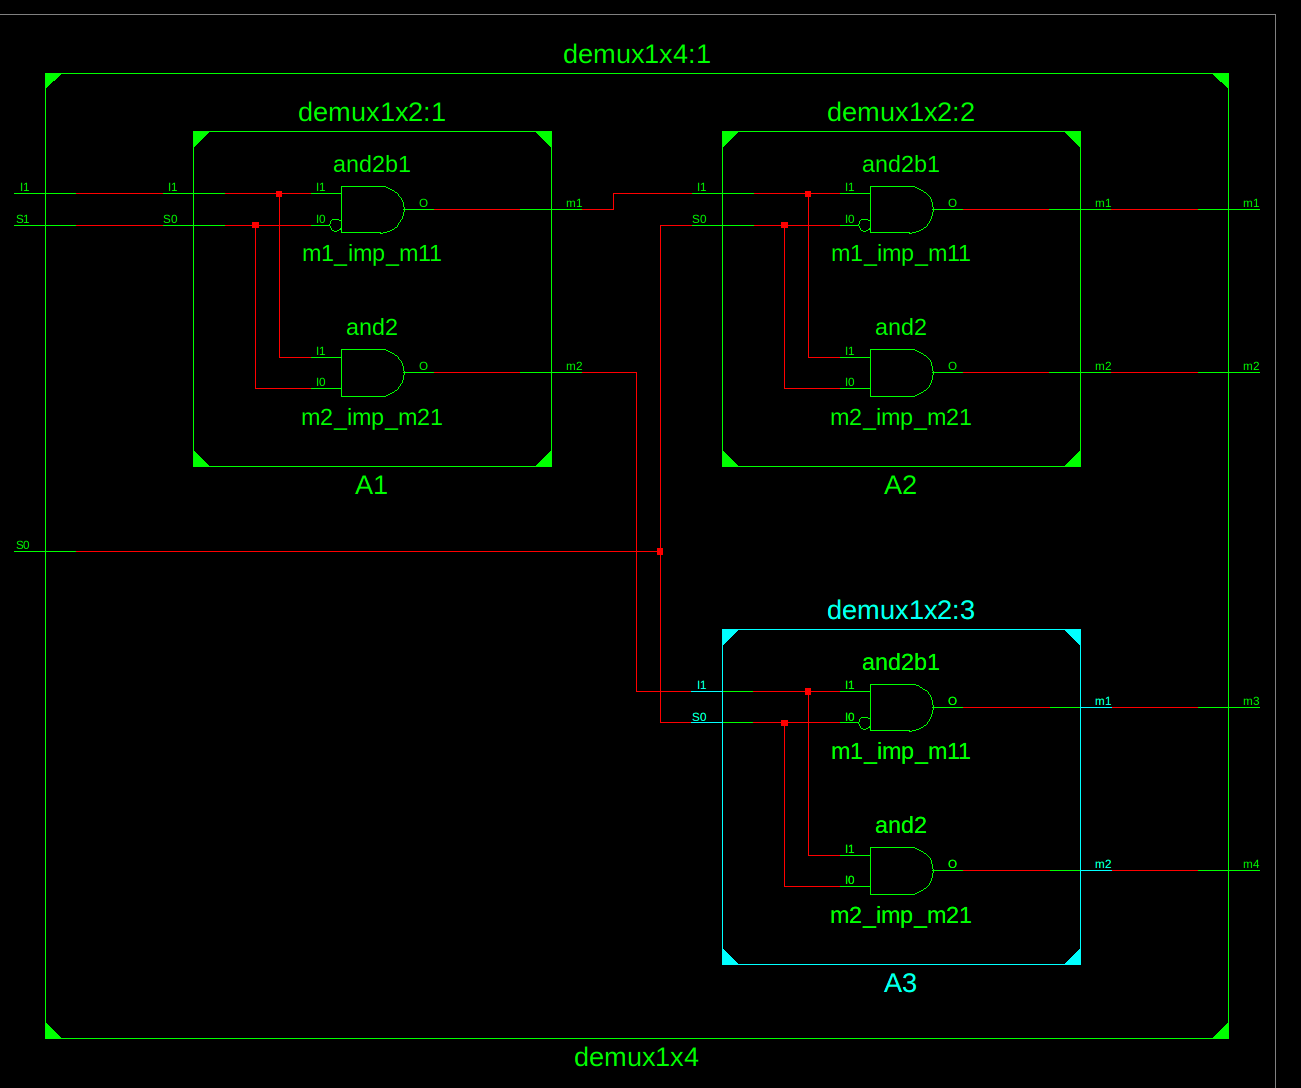 demux1x4:1
demux1x2:1
demux1x2:2
and2b1
and2b1
I1 I1 I1 O m1 I1 I1 O m1 m1
S1 S0 I0 S0 I0
m1_imp_m11
m1_imp_m11
and2
and2
I1 O m2 I1 O m2 m2
I0 I0
m2_imp_m21
m2_imp_m21
A1
A2
S0
demux1x2:3
and2b1
I1 I1 O m1 m3
S0 I0
m1_imp_m11
and2
I1 O m2 m4
I0
m2_imp_m21
A3
demux1x4